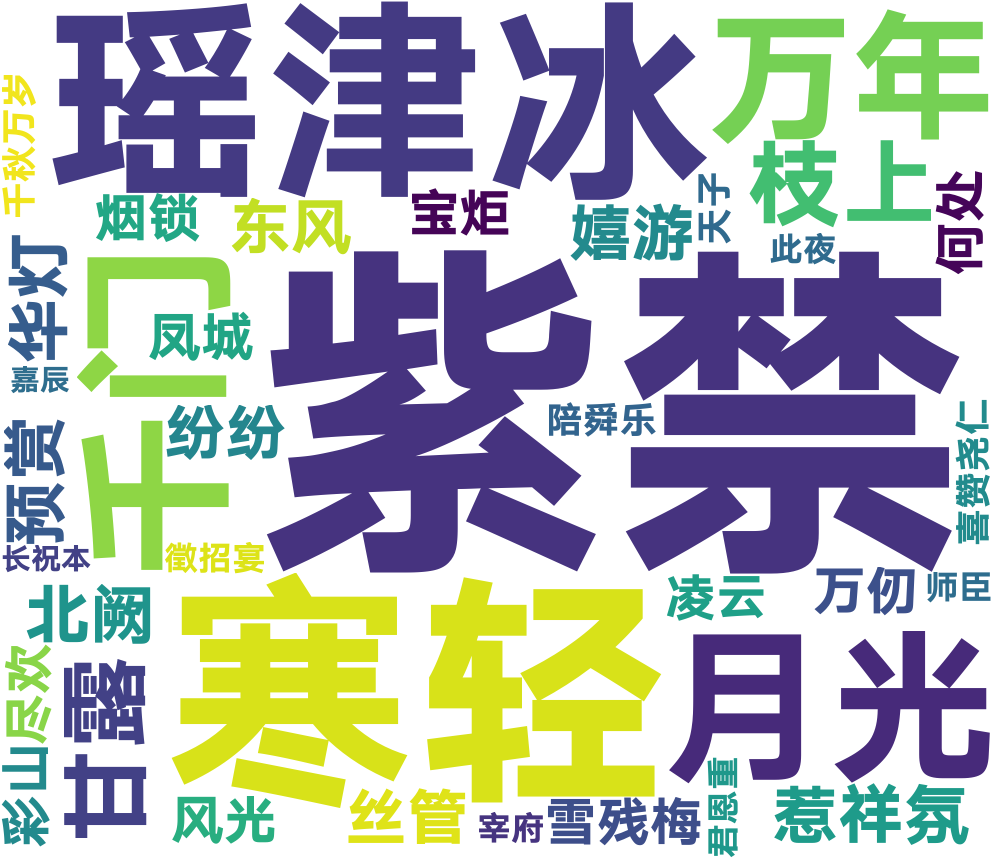 瑶津冰
万年
千秋万岁
烟锁
东风
宝炬
嬉游
天子
枝上
何处
此夜
华灯
千门
凤城
紫禁
嘉辰
纷纷
陪舜乐
喜赞尧仁
预赏
长祝本
徵招宴
北阙
寒轻
凌云
万仞
师臣
尽欢
甘露
月光
彩山
风光
丝管
宰府
雪残梅
君恩重
惹祥氛